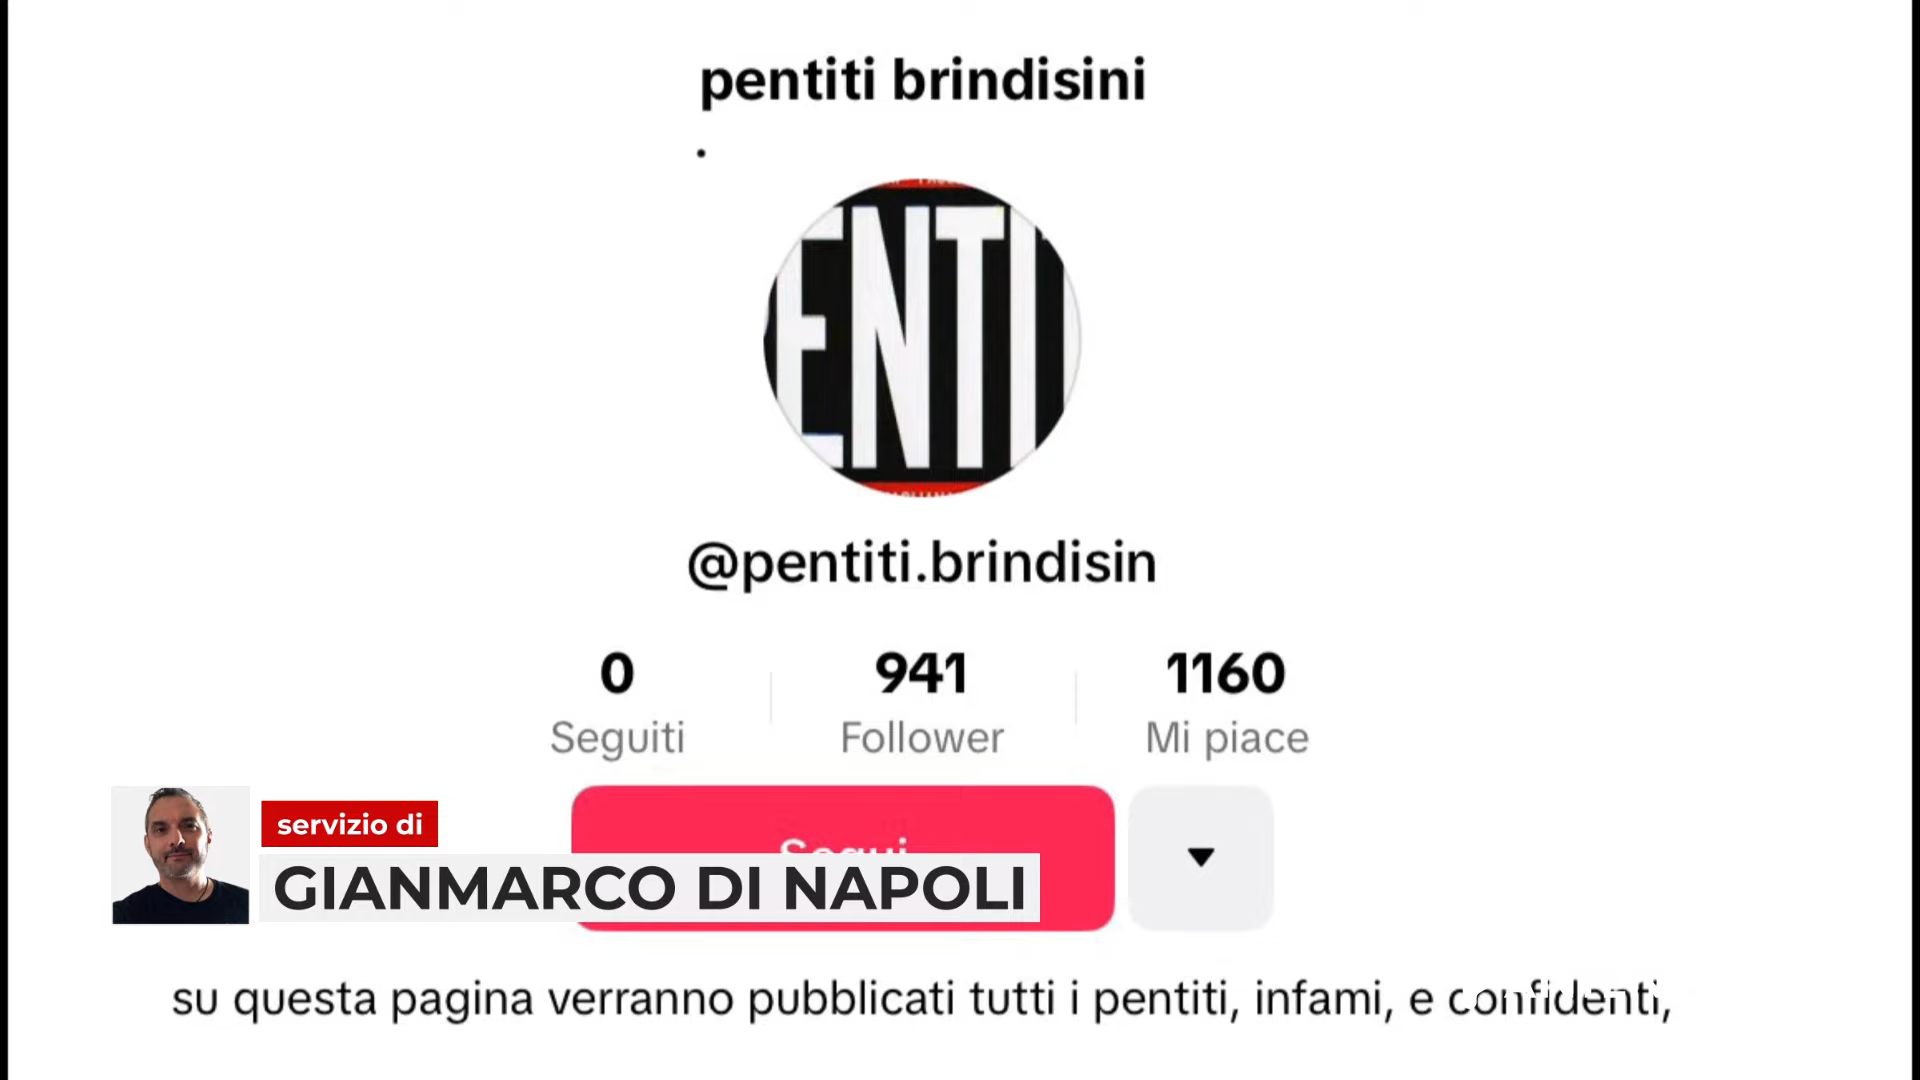 pentiti brindisini
.
ENTI
@pentiti.brindisin
0 941 1160
Seguiti Follower Mi piace
Segui
servizio di
GIANMARCO DI NAPOLI
su questa pagina verranno pubblicati tutti i pentiti, infami, e confidenti,